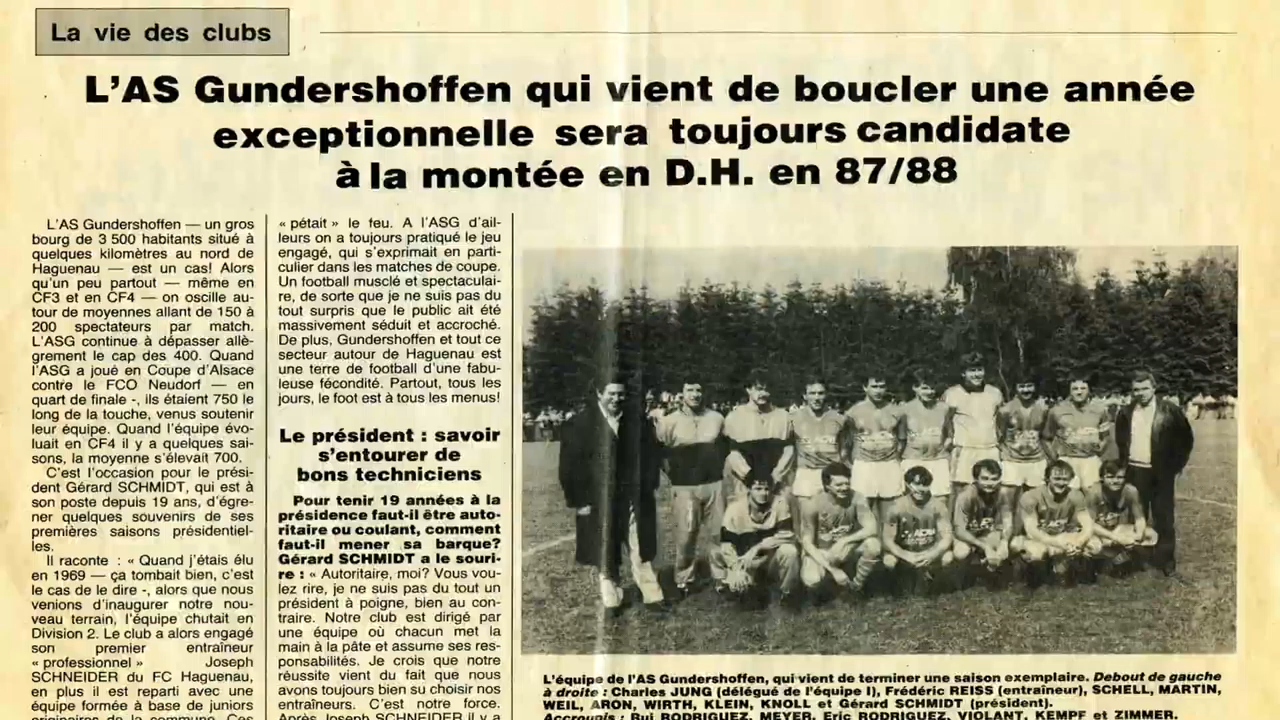 La vie des clubs
L'AS Gundershoffen qui vient de boucler une année
exceptionnelle sera toujours candidate
à la montée en D.H. en 87/88
L'AS Gundershoffen — un gros
bourg de 3 500 habitants situé à
quelques kilomètres au nord de
Haguenau — est un cas! Alors
qu'un peu partout — même en
CF3 et en CF4 — on oscille au-
tour de moyennes allant de 150 à
200 spectateurs par match.
L'ASG continue à dépasser allè-
grement le cap des 400. Quand
l'ASG a joué en Coupe d'Alsace
contre le FCO Neudorf — en
quart de finale -, ils étaient 750 le
long de la touche, venus soutenir
leur équipe. Quand l'équipe évo-
luait en CF4 il y a quelques sai-
sons, la moyenne s'élevait 700.
C'est l'occasion pour le prési-
dent Gérard SCHMIDT, qui est à
son poste depuis 19 ans, d'égre-
ner quelques souvenirs de ses
premières saisons présidentiel-
les.
Il raconte : « Quand j'étais élu
en 1969 — ça tombait bien, c'est
le cas de le dire -, alors que nous
venions d'inaugurer notre nou-
veau terrain, l'équipe chutait en
Division 2. Le club a alors engagé
son premier entraîneur
« professionnel » Joseph
SCHNEIDER du FC Haguenau,
en plus il est reparti avec une
équipe formée à base de juniors
originaires de la commune. Ces
« pétait » le feu. A l'ASG d'ail-
leurs on a toujours pratiqué le jeu
engagé, qui s'exprimait en parti-
culier dans les matches de coupe.
Un football musclé et spectaculai-
re, de sorte que je ne suis pas du
tout surpris que le public ait été
massivement séduit et accroché.
De plus, Gundershoffen et tout ce
secteur autour de Haguenau est
une terre de football d'une fabu-
leuse fécondité. Partout, tous les
jours, le foot est à tous les menus!
Le président : savoir
s'entourer de
bons techniciens
Pour tenir 19 années à la
présidence faut-il être auto-
ritaire ou coulant, comment
faut-il mener sa barque?
Gérard SCHMIDT a le souri-
re : « Autoritaire, moi? Vous vou-
lez rire, je ne suis pas du tout un
président à poigne, bien au con-
traire. Notre club est dirigé par
une équipe où chacun met la
main à la pâte et assume ses res-
ponsabilités. Je crois que notre
réussite vient du fait que nous
avons toujours bien su choisir nos
entraîneurs. C'est notre force.
Après Joseph SCHNEIDER il y a
L'équipe de l'AS Gundershoffen, qui vient de terminer une saison exemplaire. Debout de gauche
à droite : Charles JUNG (délégué de l'équipe I), Frédéric REISS (entraîneur), SCHELL, MARTIN,
WEIL, ARON, WIRTH, KLEIN, KNOLL et Gérard SCHMIDT (président).
Accroupis : Rui RODRIGUEZ, MEYER, Eric RODRIGUEZ, VIOLANT, KEMPF et ZIMMER.